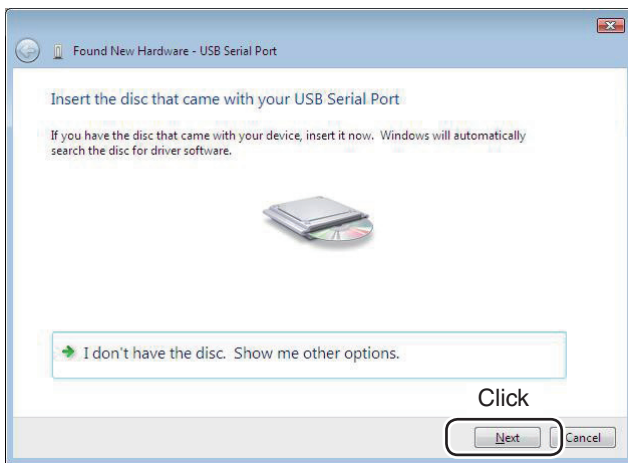 Found New Hardware - USB Serial Port
Insert the disc that came with your USB Serial Port
If you have the disc that came with your device, insert it now. Windows will automatically
search the disc for driver software.
I don't have the disc. Show me other options.
Click
Next Cancel